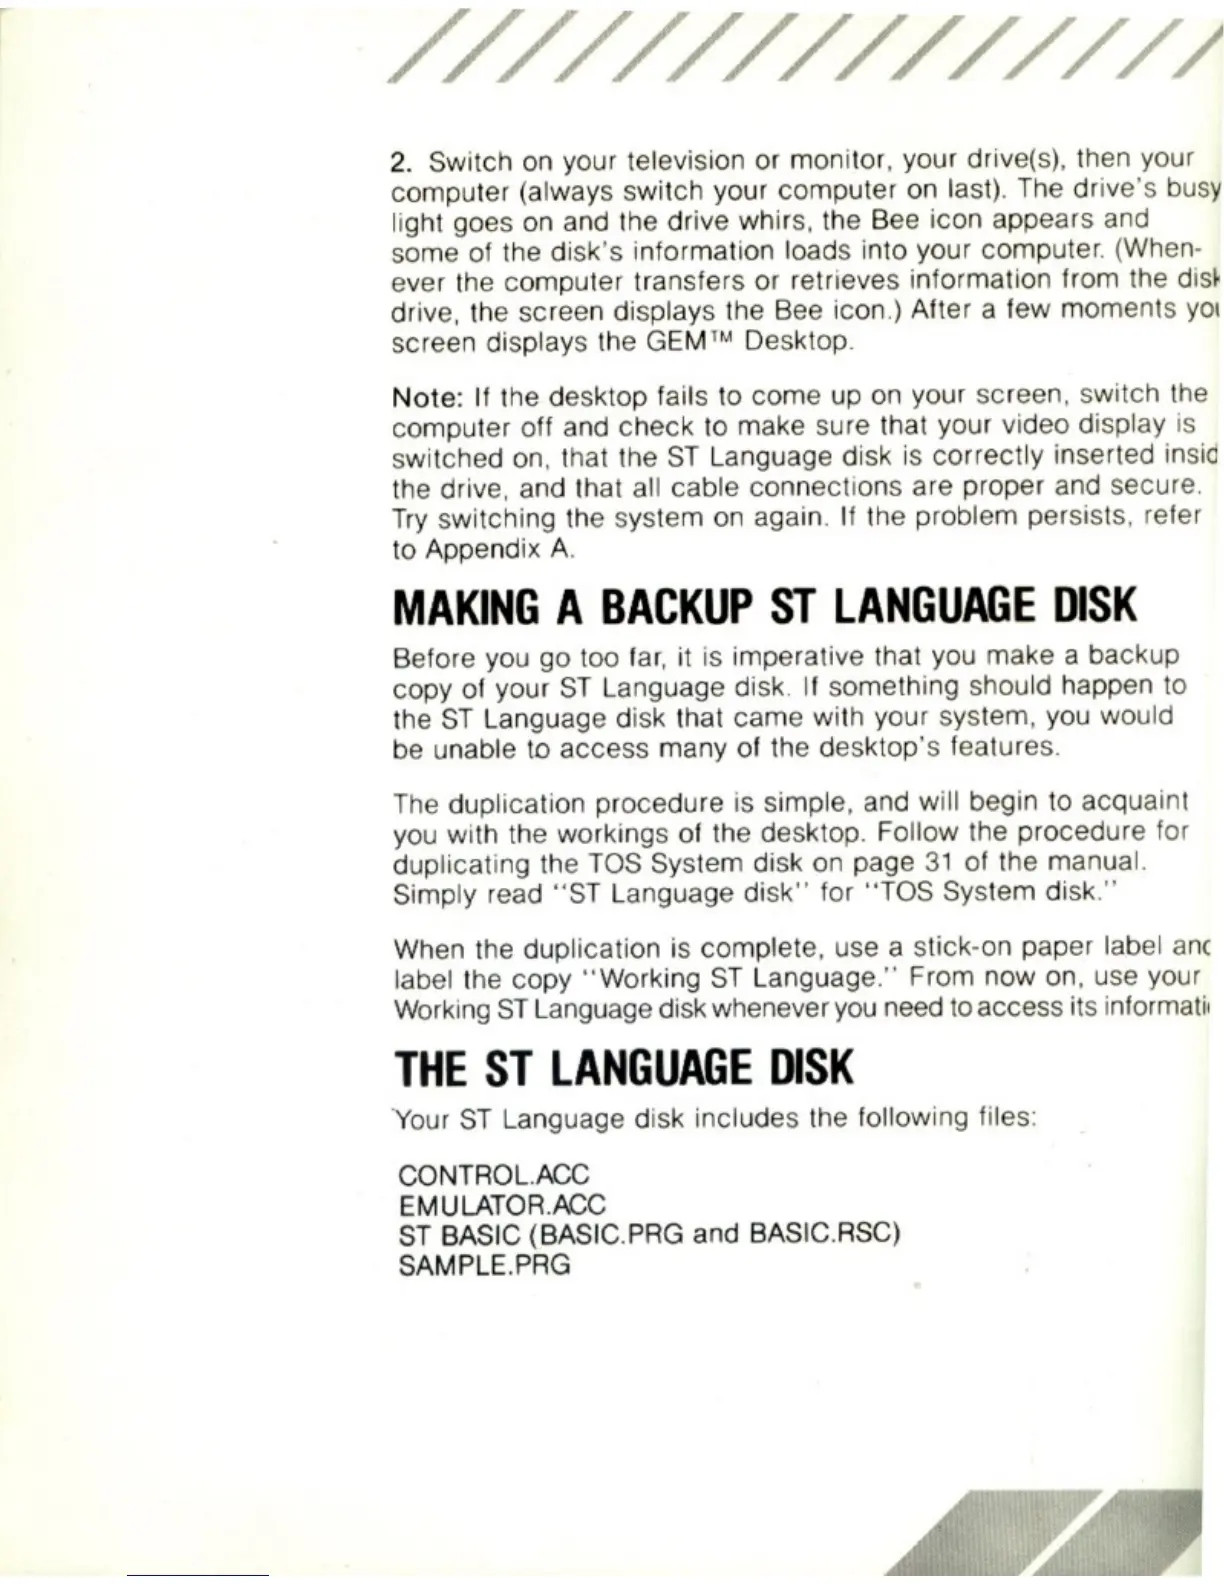 2. Switch on your television or monitor, your drive(s), then your
computer (always switch your computer on last). The drive's busy
light goes on and the drive whirs, the Bee icon appears and
some of the disk's information loads into your computer. (When-
ever the computer transfers or retrieves information from the disk
drive, the screen displays the Bee icon.) After a few moments you
screen displays the GEM™ Desktop.
Note: If the desktop fails to come up on your screen, switch the
computer off and check to make sure that your video display is
switched on, that the ST Language disk is correctly inserted insid
the drive, and that all cable connections are proper and secure.
Try switching the system on again. If the problem persists, refer
to Appendix A.
MAKING A BACKUP ST LANGUAGE DISK
Before you go too far, it is imperative that you make a backup
copy of your ST Language disk. If something should happen to
the ST Language disk that came with your system, you would
be unable to access many of the desktop's features.
The duplication procedure is simple, and will begin to acquaint
you with the workings of the desktop. Follow the procedure for
duplicating the TOS System disk on page 31 of the manual.
Simply read "ST Language disk" for "TOS System disk."
When the duplication is complete, use a stick-on paper label and
label the copy "Working ST Language." From now on, use your
Working ST Language disk whenever you need to access its informati
THE ST LANGUAGE DISK
Your ST Language disk includes the following files:
CONTROL.ACC
EMULATOR.ACC
ST BASIC (BASIC.PRG and BASIC.RSC)
SAMPLE.PRG